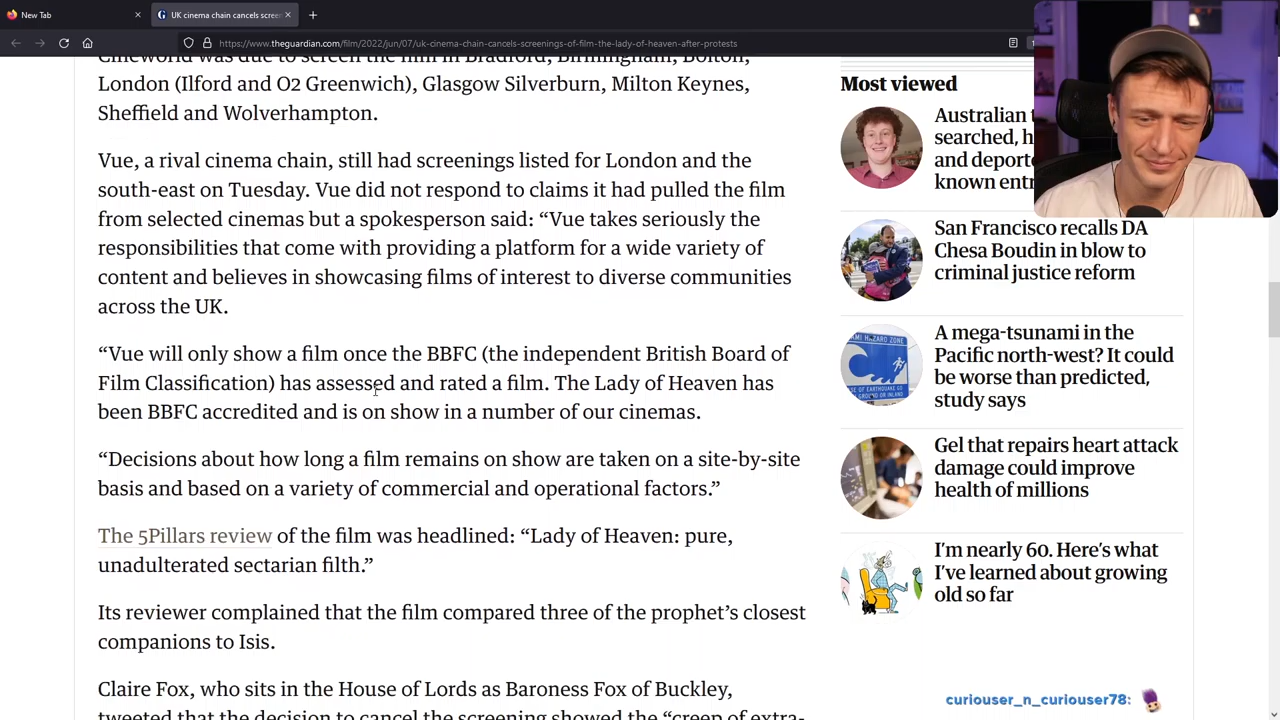 New Tab
UK cinema chain cancels screen
https://www.theguardian.com/film/2022/jun/07/uk-cinema-chain-cancels-screenings-of-film-the-lady-of-heaven-after-protests
Cineworld was due to screen the film in Bradford, Birmingham, Bolton,
London (Ilford and O2 Greenwich), Glasgow Silverburn, Milton Keynes,
Sheffield and Wolverhampton.
Vue, a rival cinema chain, still had screenings listed for London and the
south-east on Tuesday. Vue did not respond to claims it had pulled the film
from selected cinemas but a spokesperson said: “Vue takes seriously the
responsibilities that come with providing a platform for a wide variety of
content and believes in showcasing films of interest to diverse communities
across the UK.
“Vue will only show a film once the BBFC (the independent British Board of
Film Classification) has assessed and rated a film. The Lady of Heaven has
been BBFC accredited and is on show in a number of our cinemas.
“Decisions about how long a film remains on show are taken on a site-by-site
basis and based on a variety of commercial and operational factors.”
The 5Pillars review of the film was headlined: “Lady of Heaven: pure,
unadulterated sectarian filth.”
Its reviewer complained that the film compared three of the prophet’s closest
companions to Isis.
Claire Fox, who sits in the House of Lords as Baroness Fox of Buckley,
tweeted that the decision to cancel the screening showed the “creep of extra-
Most viewed
Australian
searched, h
and deporte
known entr
San Francisco recalls DA
Chesa Boudin in blow to
criminal justice reform
A mega-tsunami in the
Pacific north-west? It could
be worse than predicted,
study says
Gel that repairs heart attack
damage could improve
health of millions
I’m nearly 60. Here’s what
I’ve learned about growing
old so far
curiouser_n_curiouser78: